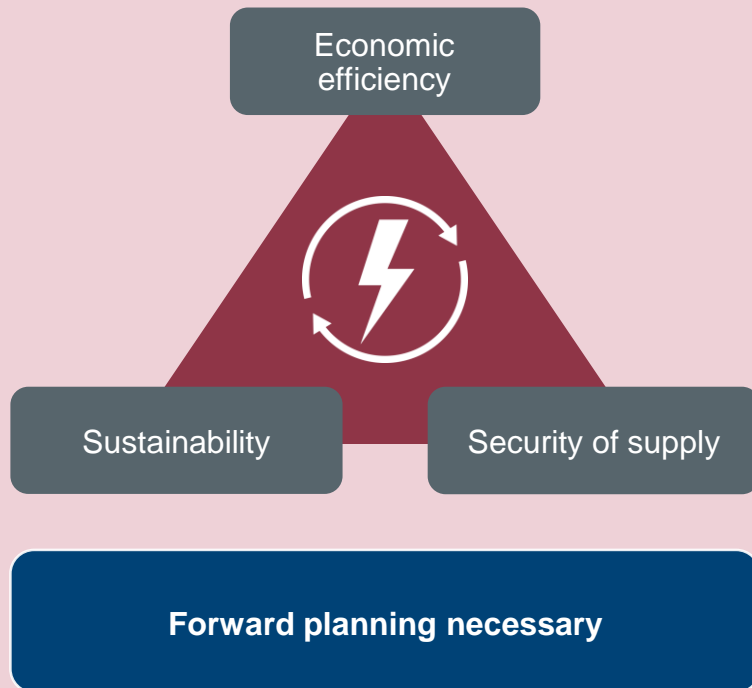 Economic
efficiency
Sustainability
Security of supply
Forward planning necessary